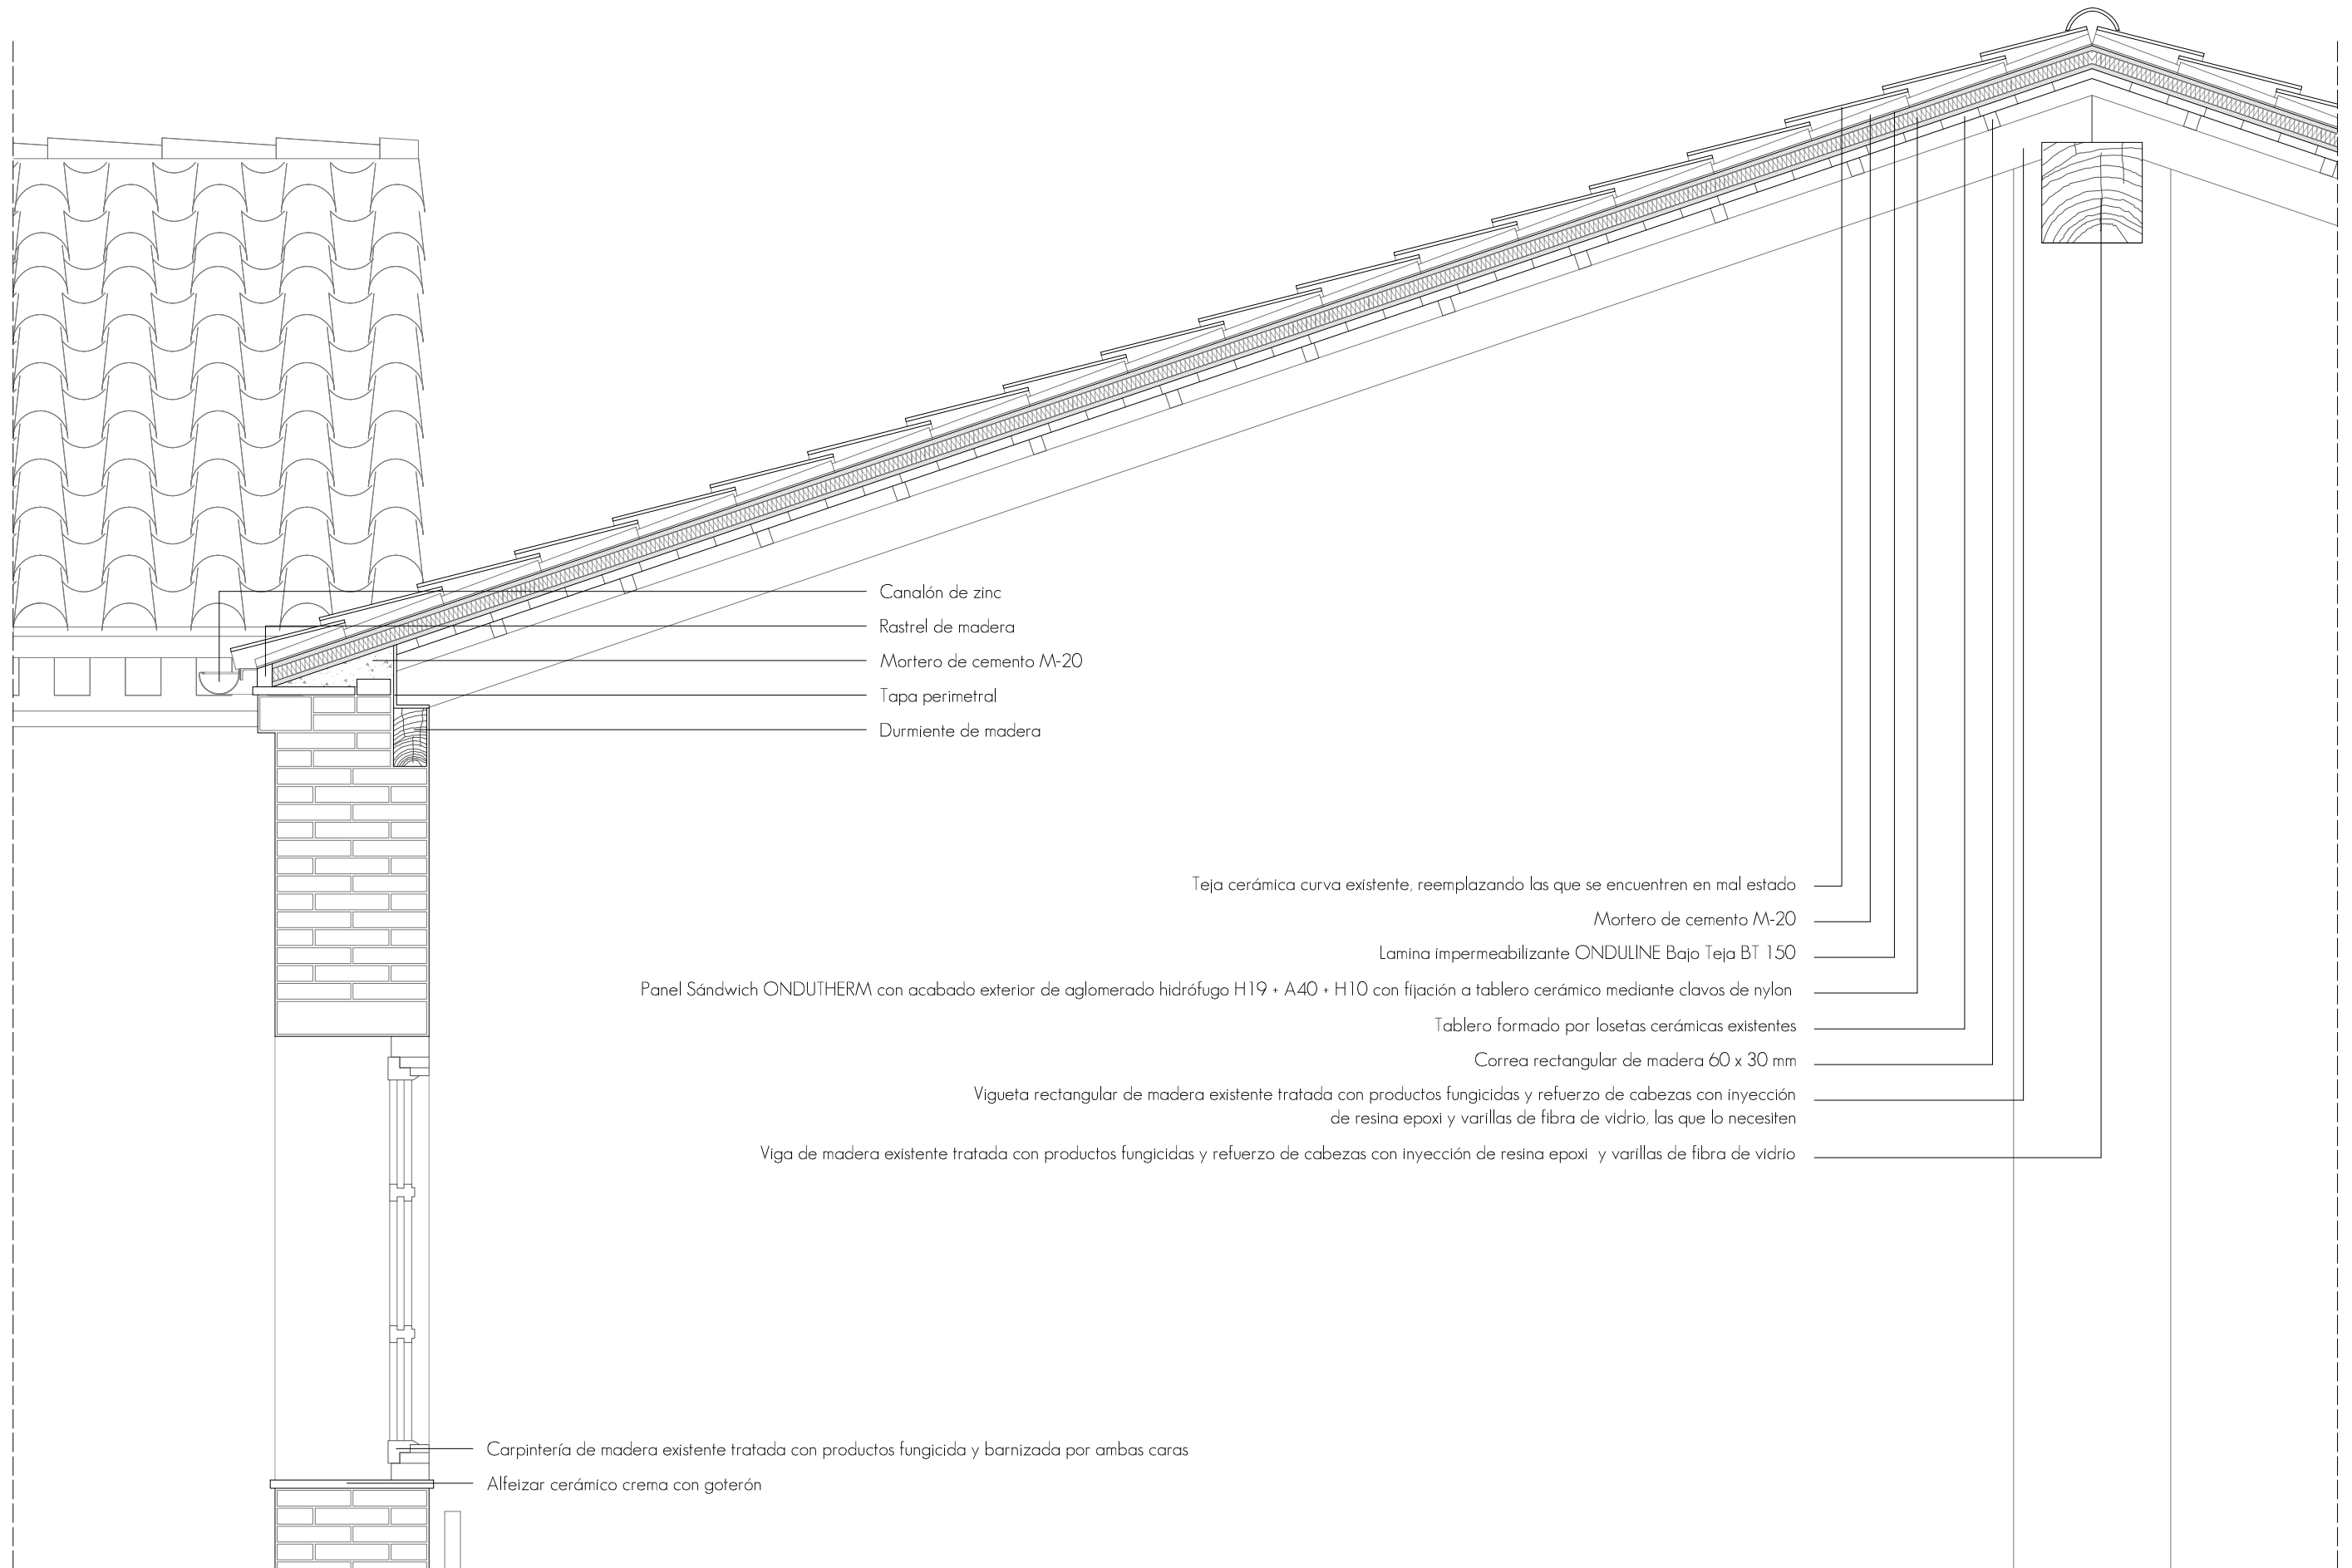 Canalón de zinc
Rastrel de madera
Mortero de cemento M-20
Tapa perimetral
Durmiente de madera
Teja cerámica curva existente, reemplazando las que se encuentren en mal estado
Mortero de cemento M-20
Lamina impermeabilizante ONDULINE Bajo Teja BT 150
Panel Sándwich ONDUTHERM con acabado exterior de aglomerado hidrófugo H19 + A40 + H10 con fijación a tablero cerámico mediante clavos de nylon
Tablero formado por losetas cerámicas existentes
Correa rectangular de madera 60 x 30 mm
Vigueta rectangular de madera existente tratada con productos fungicidas y refuerzo de cabezas con inyección
de resina epoxi y varillas de fibra de vidrio, las que lo necesiten
Viga de madera existente tratada con productos fungicidas y refuerzo de cabezas con inyección de resina epoxi y varillas de fibra de vidrio
Carpintería de madera existente tratada con productos fungicida y barnizada por ambas caras
Alfeizar cerámico crema con goterón